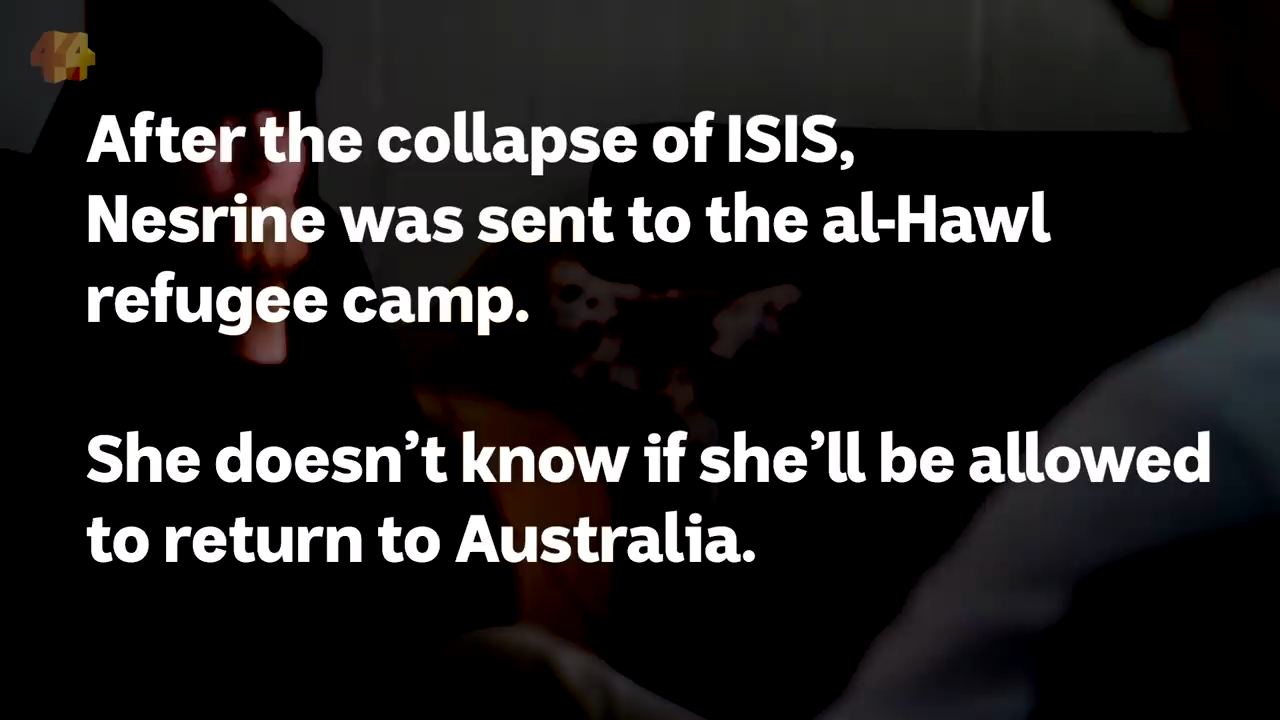 44
After the collapse of ISIS,
Nesrine was sent to the al-Hawl
refugee camp.
She doesn’t know if she’ll be allowed
to return to Australia.